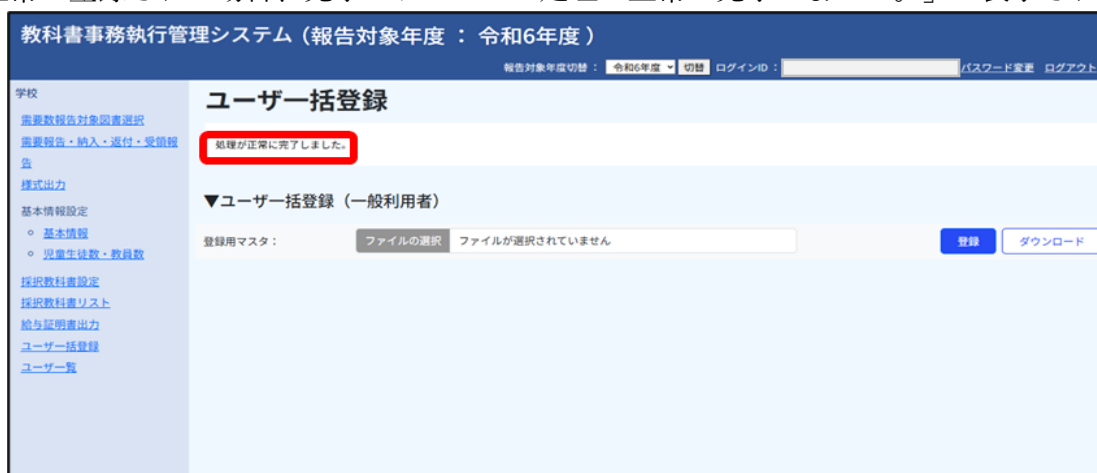 教科書事務執行管理システム（報告対象年度 ： 令和6年度）
報告対象年度切替： 令和6年度 切替 ログインID： パスワード変更 ログアウト
学校
需要数報告対象図書選択
需要報告・納入・返付・受領報
告
様式出力
基本情報設定
基本情報
児童生徒数・教員数
採択教科書設定
採択教科書リスト
給与証明書出力
ユーザー括登録
ユーザー覧
ユーザ一括登録
処理が正常に完了しました。
▼ユーザ一括登録（一般利用者）
登録用マスタ： ファイルの選択 ファイルが選択されていません 登録 ダウンロード